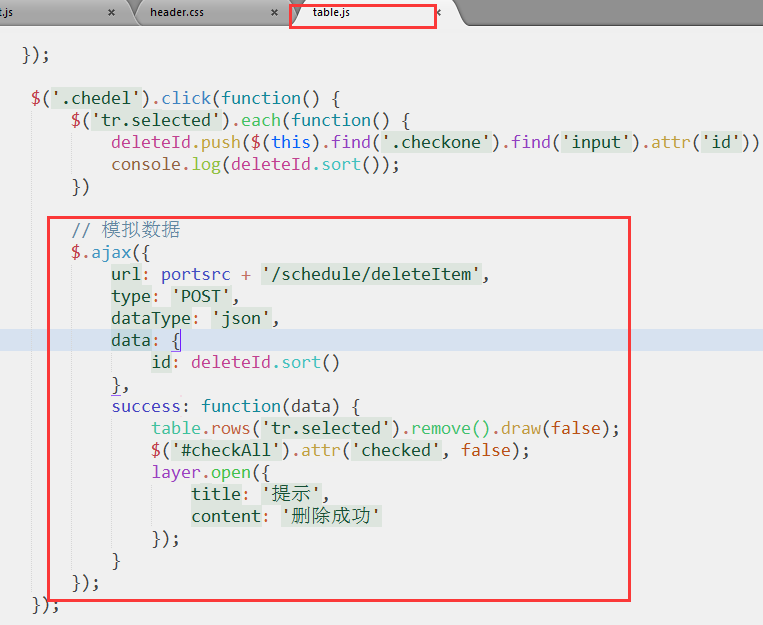 t.js × header.css × table.js ×
});
$('.chedel').click(function() {
$('tr.selected').each(function() {
deleteId.push($(this).find('.checkone').find('input').attr('id'))
console.log(deleteId.sort());
})
// 模拟数据
$.ajax({
url: portsrc + '/schedule/deleteItem',
type: 'POST',
dataType: 'json',
data: {
id: deleteId.sort()
},
success: function(data) {
table.rows('tr.selected').remove().draw(false);
$('#checkAll').attr('checked', false);
layer.open({
title: '提示',
content: '删除成功'
});
}
});
});